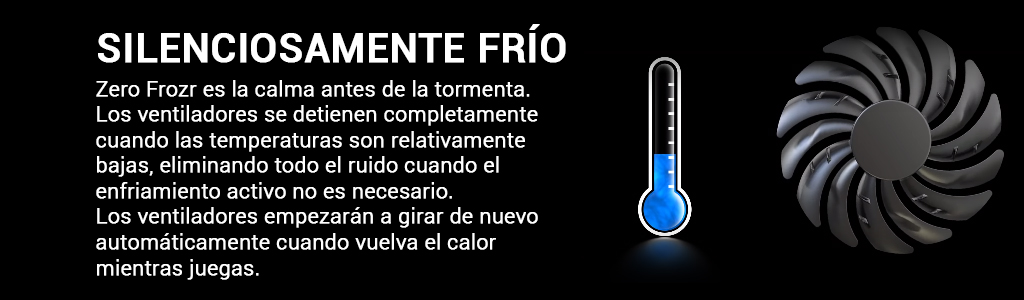 SILENCIOSAMENTE FRÍO
Zero Frozr es la calma antes de la tormenta.
Los ventiladores se detienen completamente
cuando las temperaturas son relativamente
bajas, eliminando todo el ruido cuando el
enfriamiento activo no es necesario.
Los ventiladores empezarán a girar de nuevo
automáticamente cuando vuelva el calor
mientras juegas.